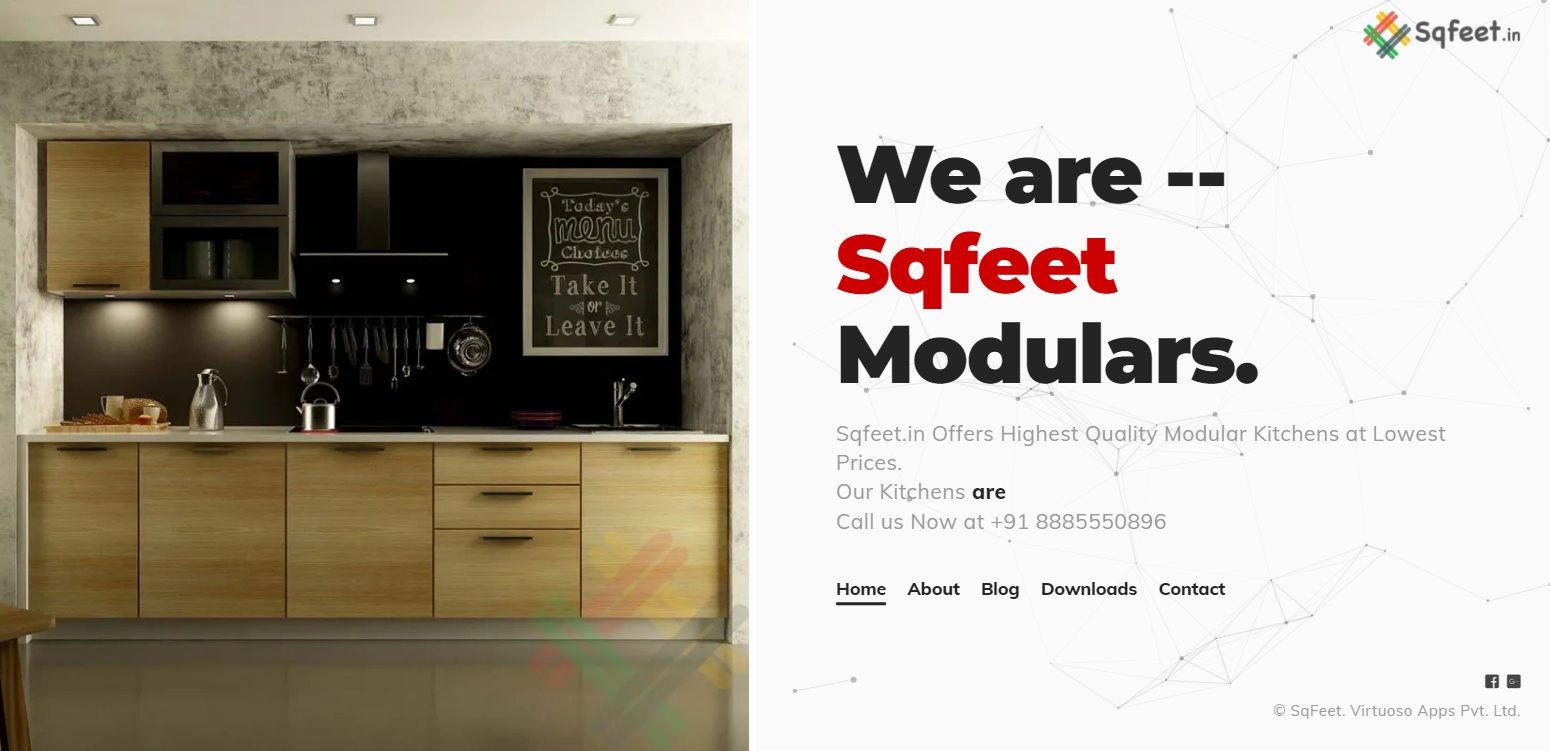 Sqfeet.in
Today's
menu
Choices
Take It
or
Leave It
We are --
Sqfeet
Modulars.
Sqfeet.in Offers Highest Quality Modular Kitchens at Lowest
Prices.
Our Kitchens are
Call us Now at +91 8885550896
Home About Blog Downloads Contact
© SqFeet. Virtuoso Apps Pvt. Ltd.